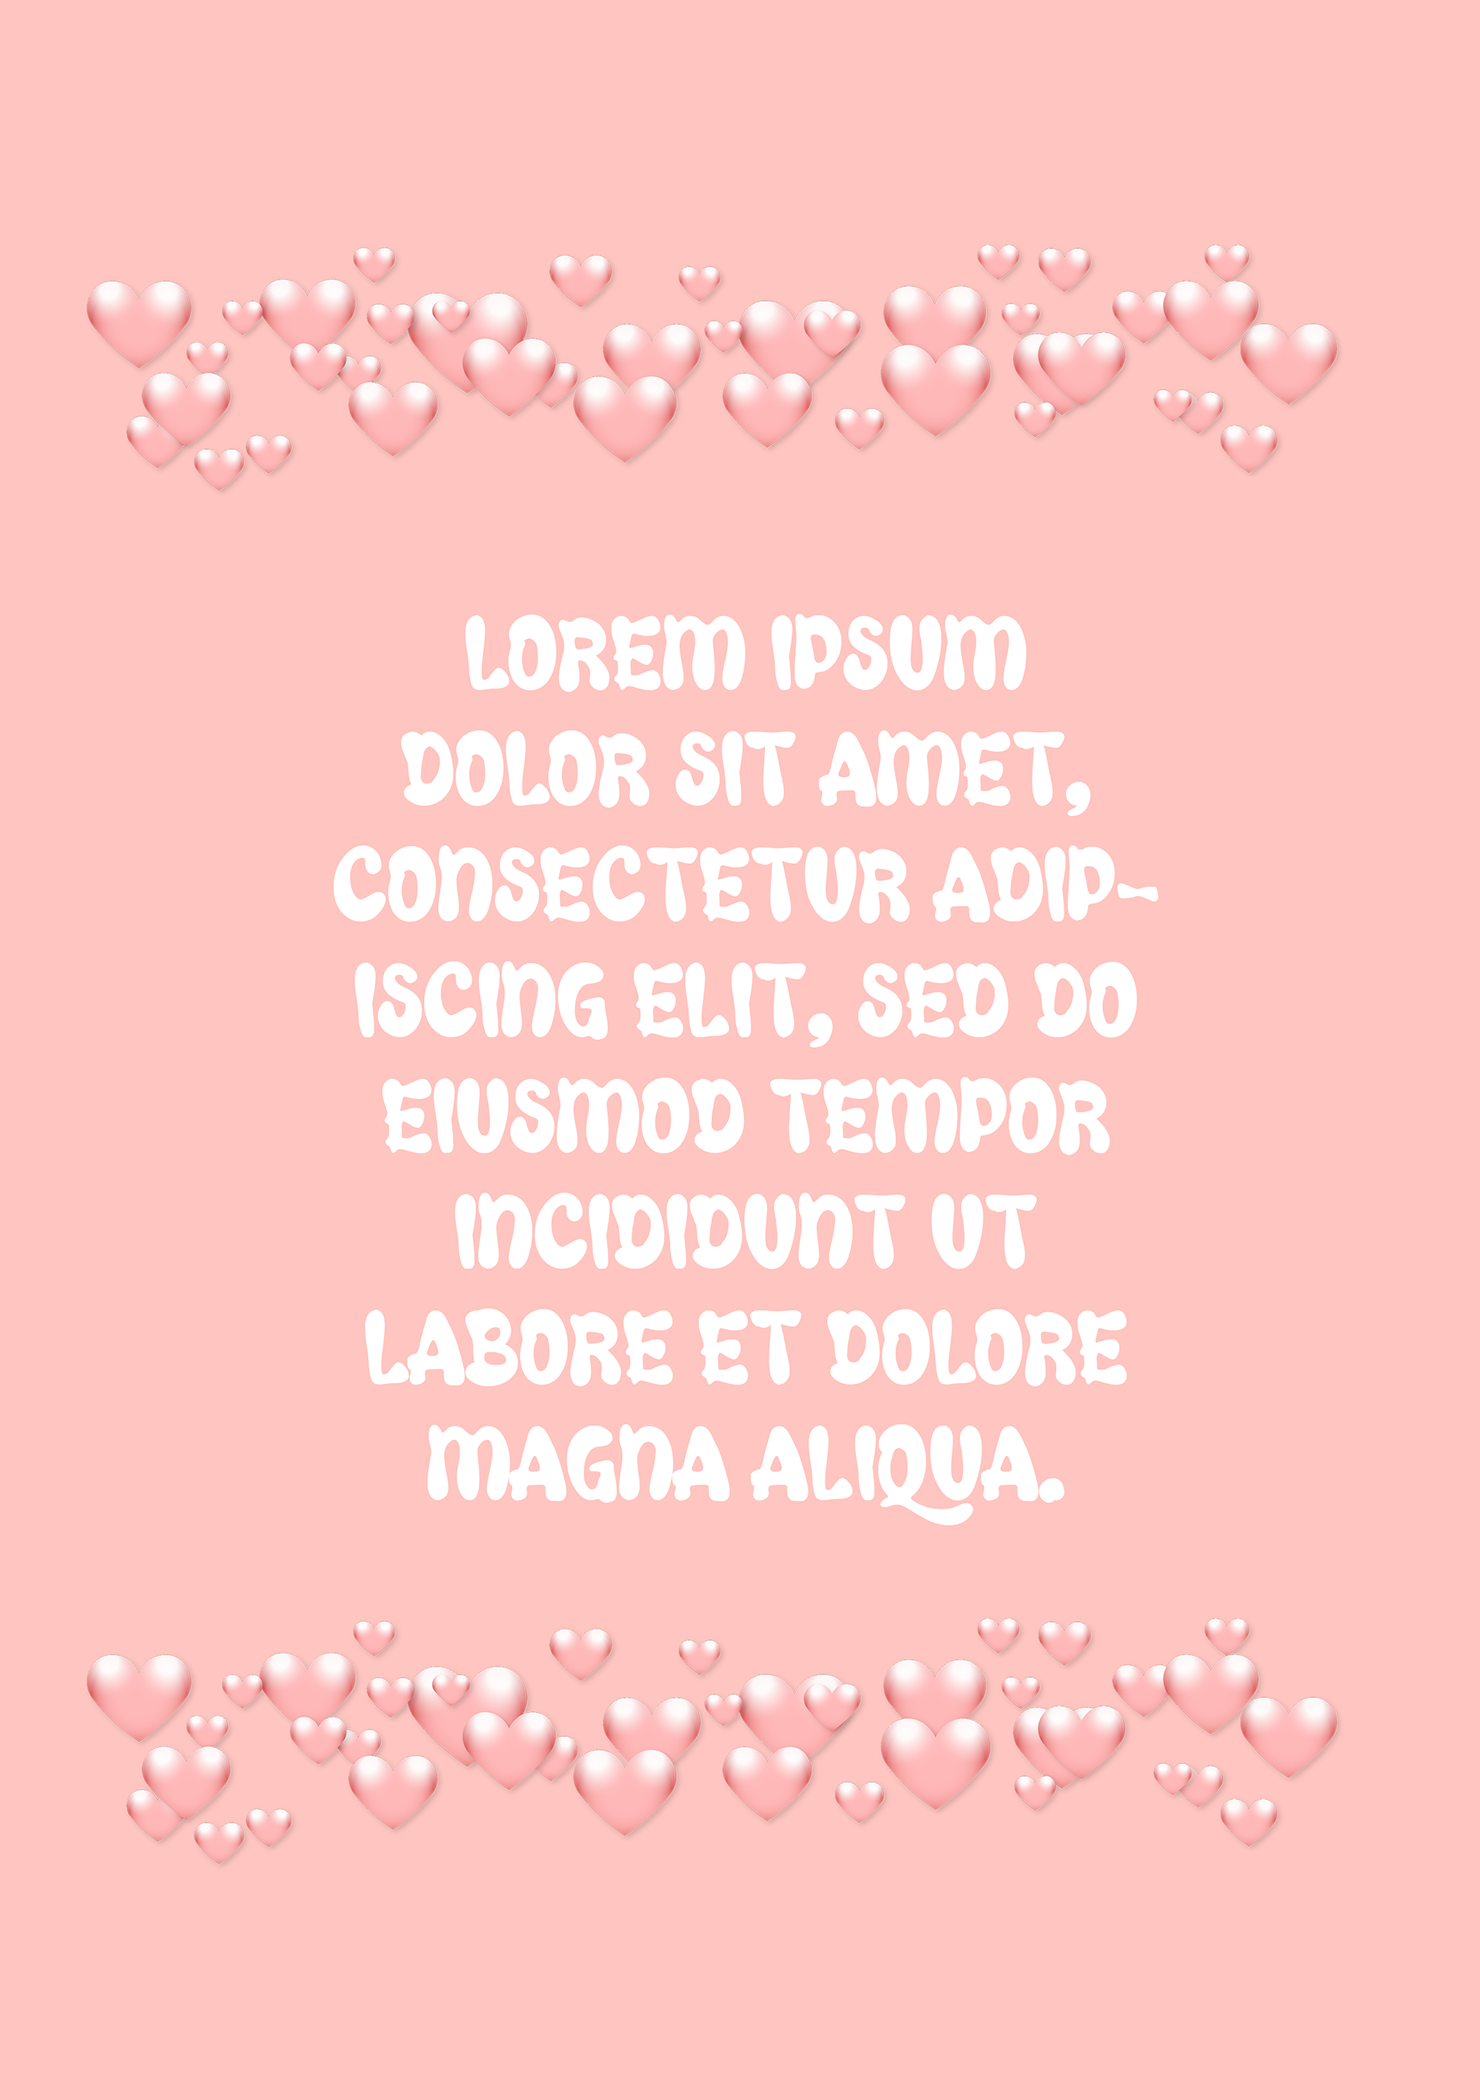 LOREM IPSUM
DOLOR SIT AMET,
CONSECTETUR ADIP-
ISCING ELIT, SED DO
EIUSMOD TEMPOR
INCIDIDUNT UT
LABORE ET DOLORE
MAGNA ALIQUA.